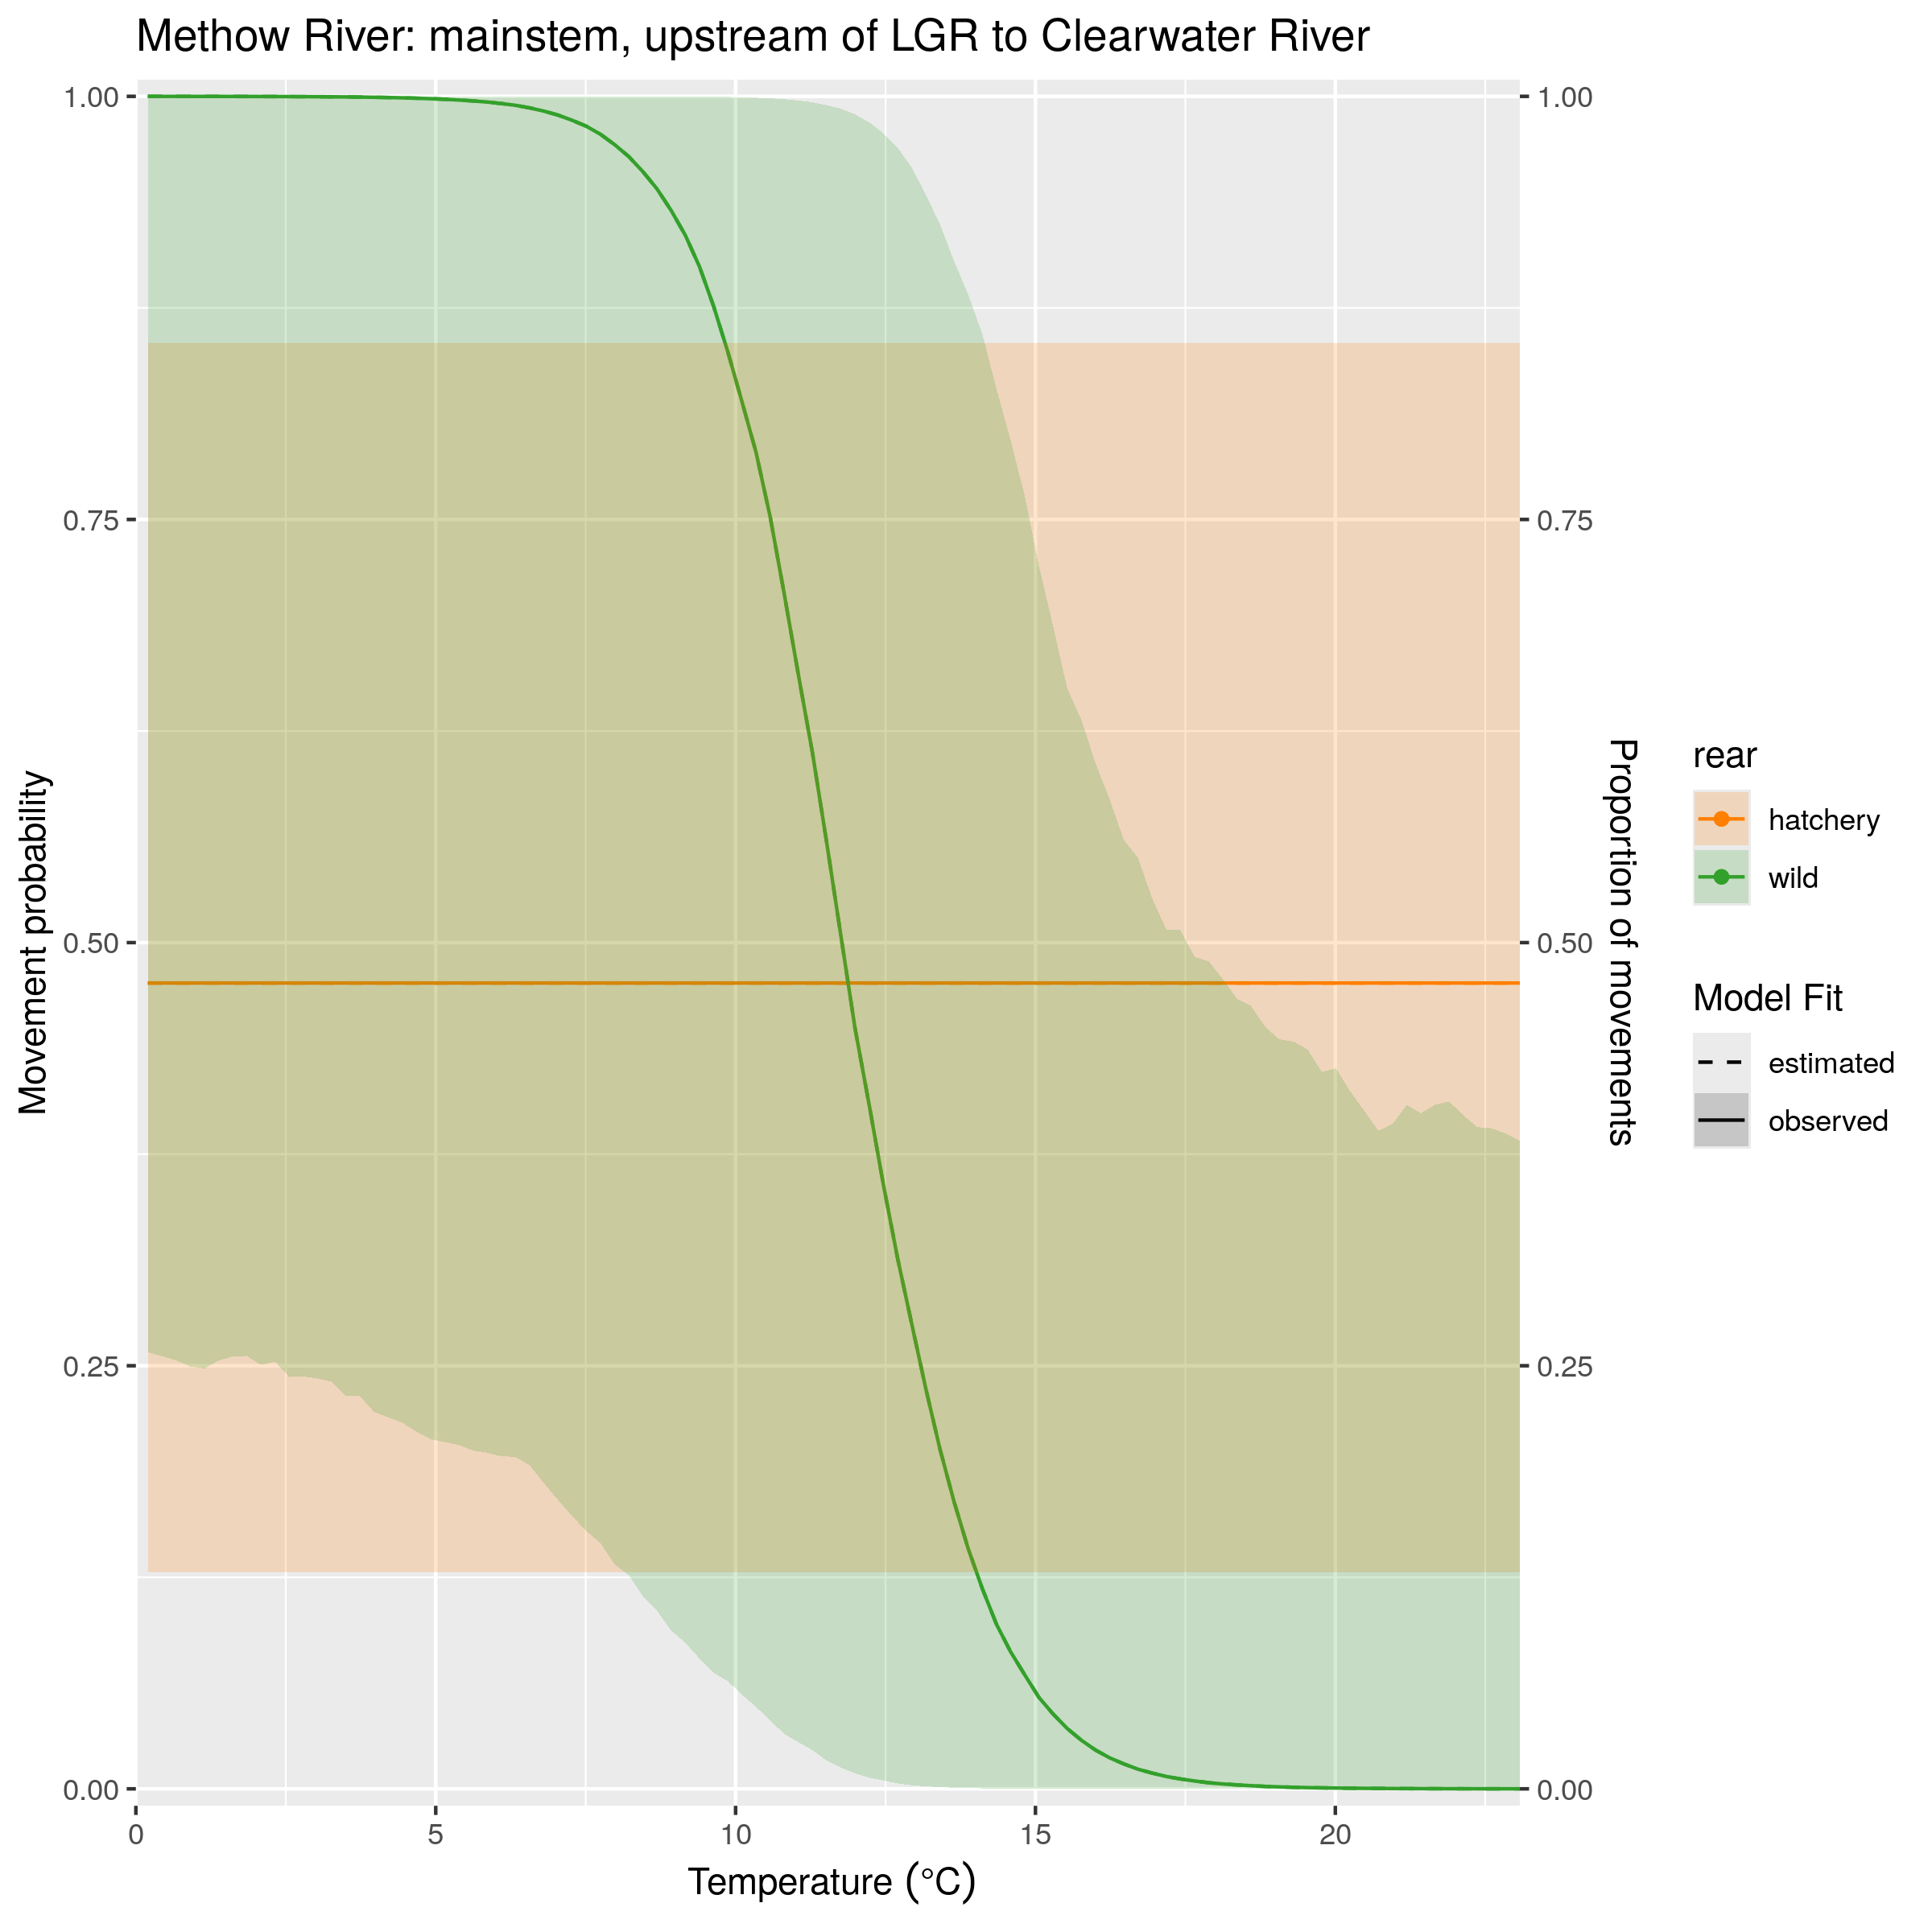 Methow River: mainstem, upstream of LGR to Clearwater River
1.00
0.75
0.50
0.25
0.00
Movement probability
1.00
0.75
0.50
0.25
0.00
Proportion of movements
0
5
10
15
20
Temperature (°C)
rear
hatchery
wild
Model Fit
estimated
observed